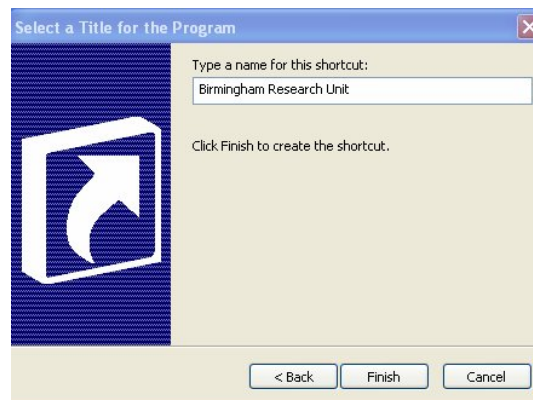 Select a Title for the Program
Type a name for this shortcut:
Birmingham Research Unit
Click Finish to create the shortcut.
< Back
Finish
Cancel